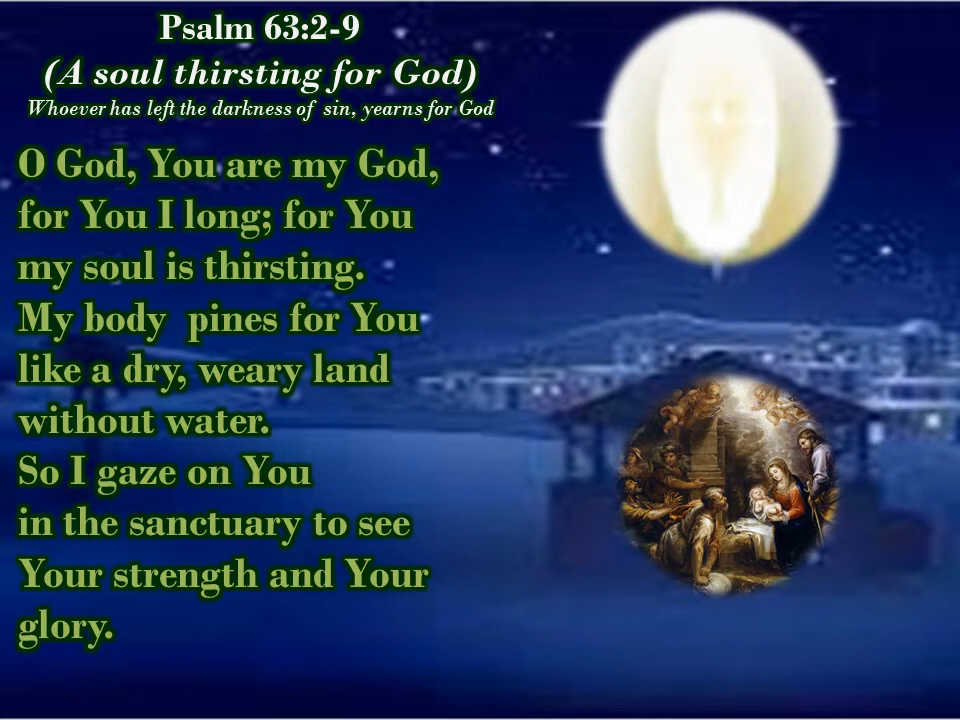 Psalm 63:2-9
(A soul thirsting for God)
Whoever has left the darkness of sin, yearns for God
O God, You are my God,
for You I long; for You
my soul is thirsting.
My body pines for You
like a dry, weary land
without water.
So I gaze on You
in the sanctuary to see
Your strength and Your
glory.